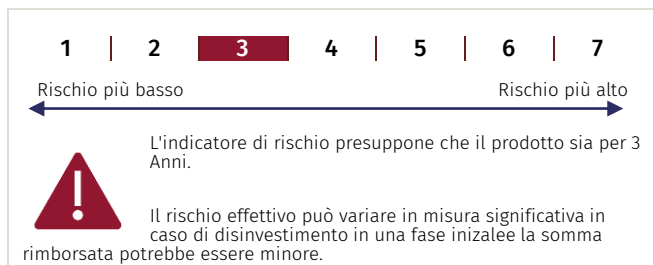 1 | 2 | 3 | 4 | 5 | 6 | 7
Rischio più basso Rischio più alto
L'indicatore di rischio presuppone che il prodotto sia per 3
Anni.
Il rischio effettivo può variare in misura significativa in
caso di disinvestimento in una fase inizalee la somma
rimborsata potrebbe essere minore.